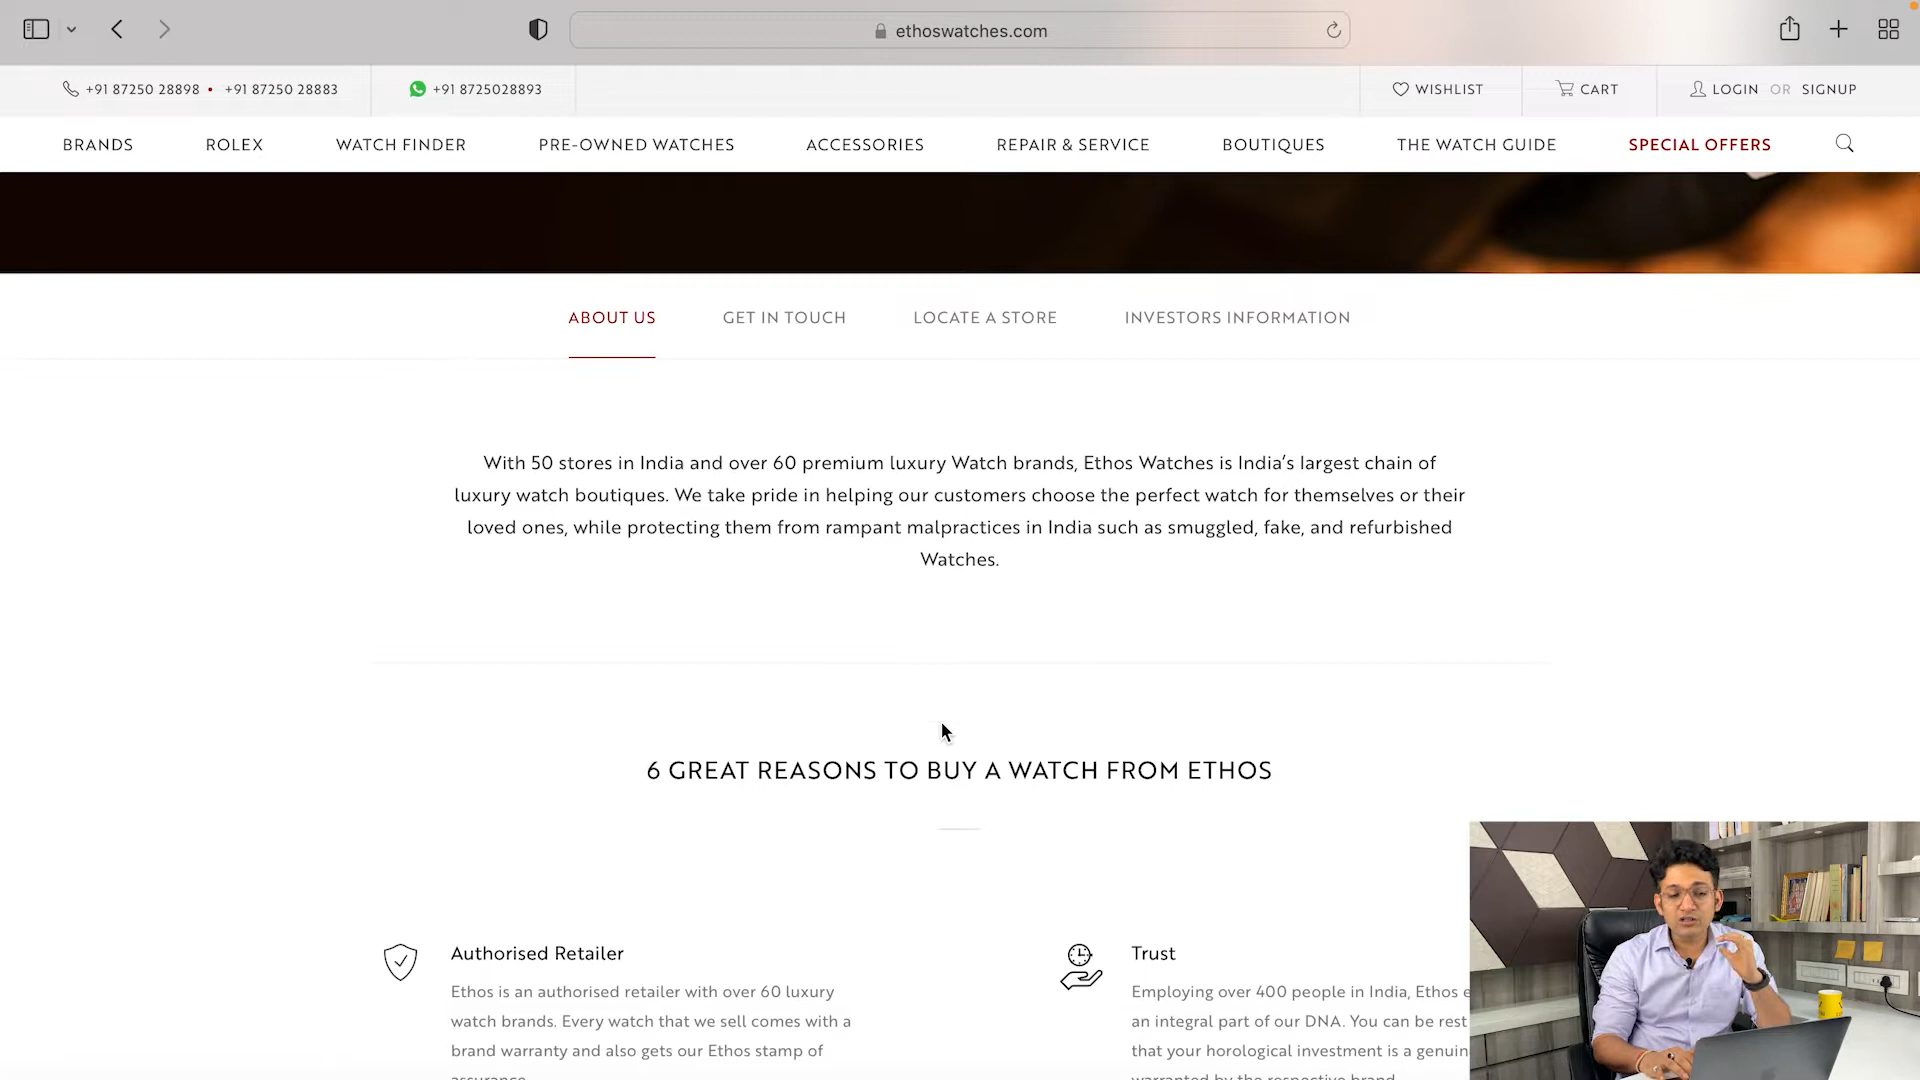 ethoswatches.com
+91 87250 28898 • +91 87250 28883
+91 8725028893
WISHLIST
CART
LOGIN OR SIGNUP
BRANDS
ROLEX
WATCH FINDER
PRE-OWNED WATCHES
ACCESSORIES
REPAIR & SERVICE
BOUTIQUES
THE WATCH GUIDE
SPECIAL OFFERS
ABOUT US
GET IN TOUCH
LOCATE A STORE
INVESTORS INFORMATION
With 50 stores in India and over 60 premium luxury Watch brands, Ethos Watches is India’s largest chain of
luxury watch boutiques. We take pride in helping our customers choose the perfect watch for themselves or their
loved ones, while protecting them from rampant malpractices in India such as smuggled, fake, and refurbished
Watches.
6 GREAT REASONS TO BUY A WATCH FROM ETHOS
Authorised Retailer
Ethos is an authorised retailer with over 60 luxury
watch brands. Every watch that we sell comes with a
brand warranty and also gets our Ethos stamp of
assurance.
Trust
Employing over 400 people in India, Ethos e
an integral part of our DNA. You can be rest
that your horological investment is a genuin
warranted by the respective brand.